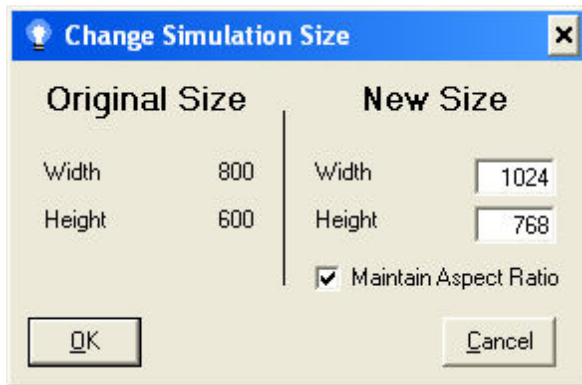 Change Simulation Size
Original Size New Size
Width 800 Width 1024
Height 600 Height 768
Maintain Aspect Ratio
OK Cancel